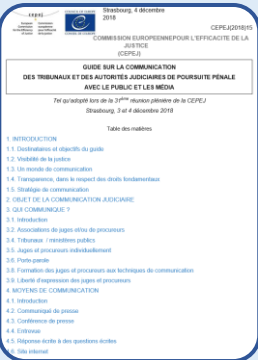 Strasbourg, 4 décembre
2018
CEPEJ(2018)15
COMMISSION EUROPEENNEPOUR L'EFFICACITE DE LA
JUSTICE
(CEPEJ)
GUIDE SUR LA COMMUNICATION
DES TRIBUNAUX ET DES AUTORITÉS JUDICIAIRES DE POURSUITE PÉNALE
AVEC LE PUBLIC ET LES MÉDIA
Tel qu'adopté lors de la 31ème réunion plénière de la CEPEJ
Strasbourg, 3 et 4 décembre 2018
Table des matières
1. INTRODUCTION
1.1. Destinataires et objectifs du guide
1.2. Visibilité de la justice
1.3. Un monde de communication
1.4. Transparence, dans le respect des droits fondamentaux
1.5. Stratégie de communication
2. OBJET DE LA COMMUNICATION JUDICIAIRE
3. QUI COMMUNIQUE ?
3.1. Introduction
3.2. Associations de juges et/ou de procureurs
3.4. Tribunaux / ministères publics
3.5. Juges et procureurs individuellement
3.6. Porte-parole
3.8. Formation des juges et procureurs aux techniques de communication
3.9. Liberté d'expression des juges et procureurs
4. MOYENS DE COMMUNICATION
4.1. Introduction
4.2. Communiqué de presse
4.3. Conférence de presse
4.4. Entrevue
4.5. Réponse écrite à des questions écrites
4.6. Site internet